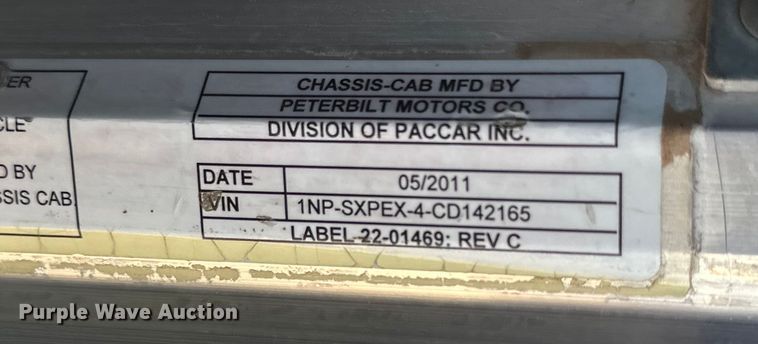 CER
CLE
D BY
SSIS CAB
CHASSIS-CAB MFD BY
PETERBILT MOTORS CO.
DIVISION OF PACCAR INC.
DATE 05/2011
VIN 1NP-SXPEX-4-CD142165
LABEL 22-01469: REV C
Purple Wave Auction